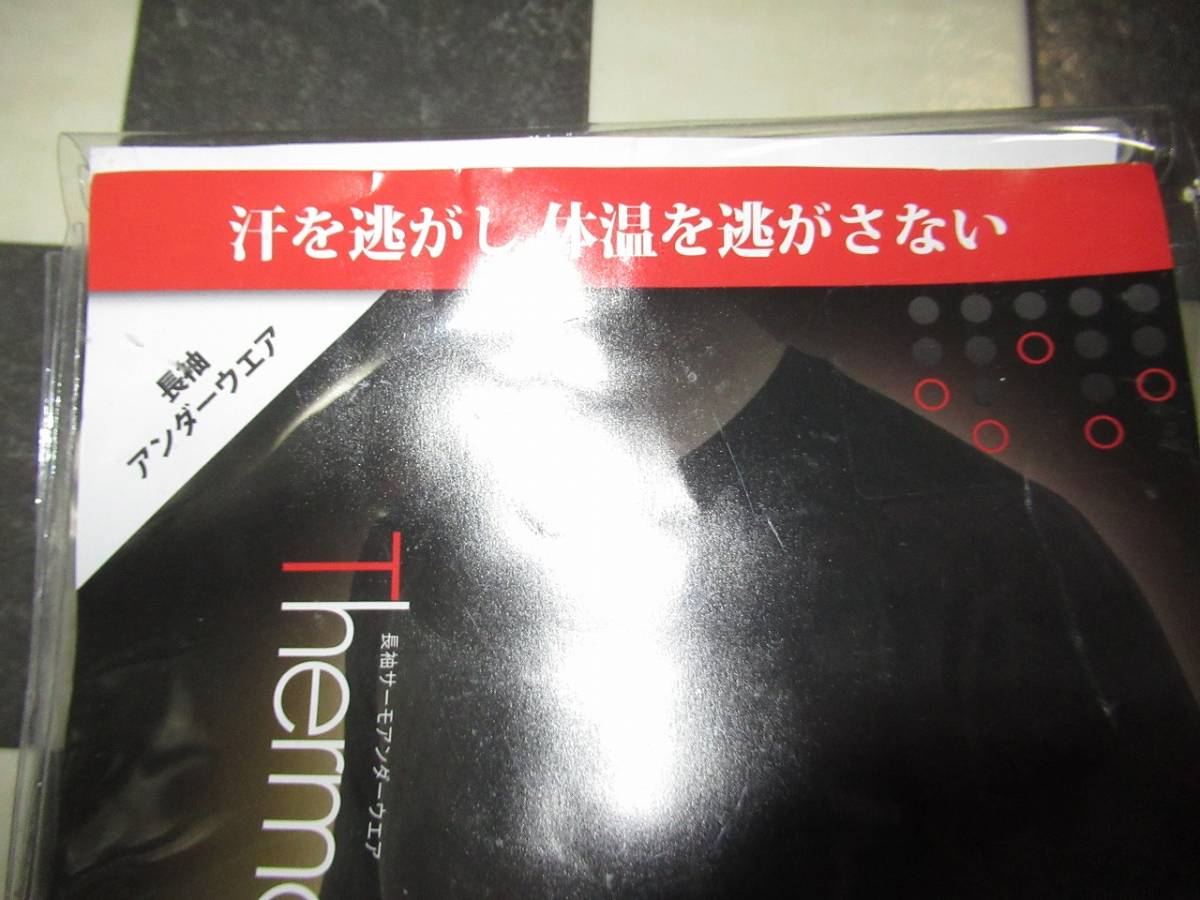 汗を逃がし 体温を逃がさない
長袖
アンダーウエア
Thermo
長袖サーモアンダーウエア